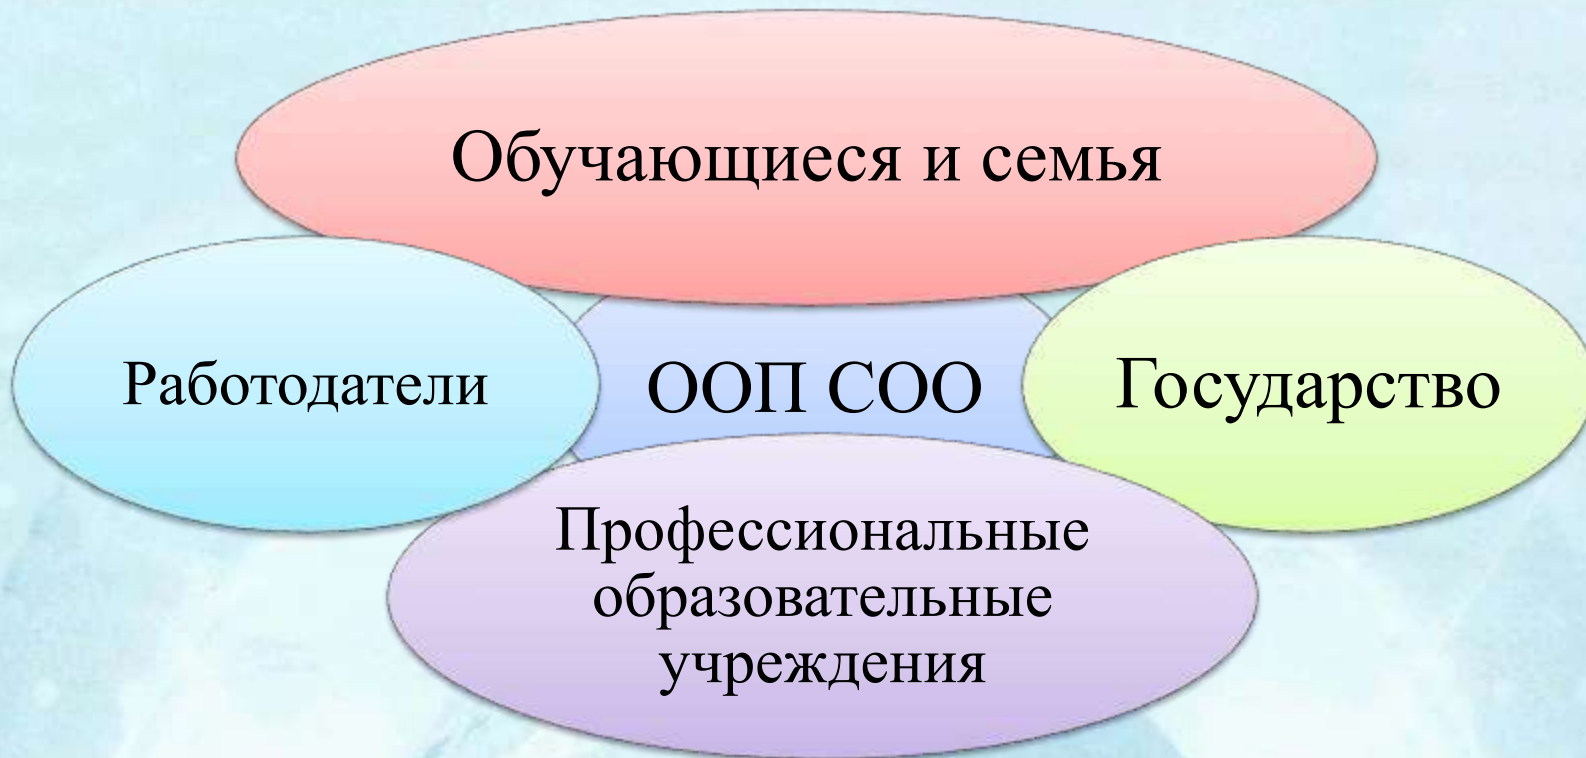 Обучающиеся и семья
Работодатели
ООП СОО
Государство
Профессиональные
образовательные
учреждения